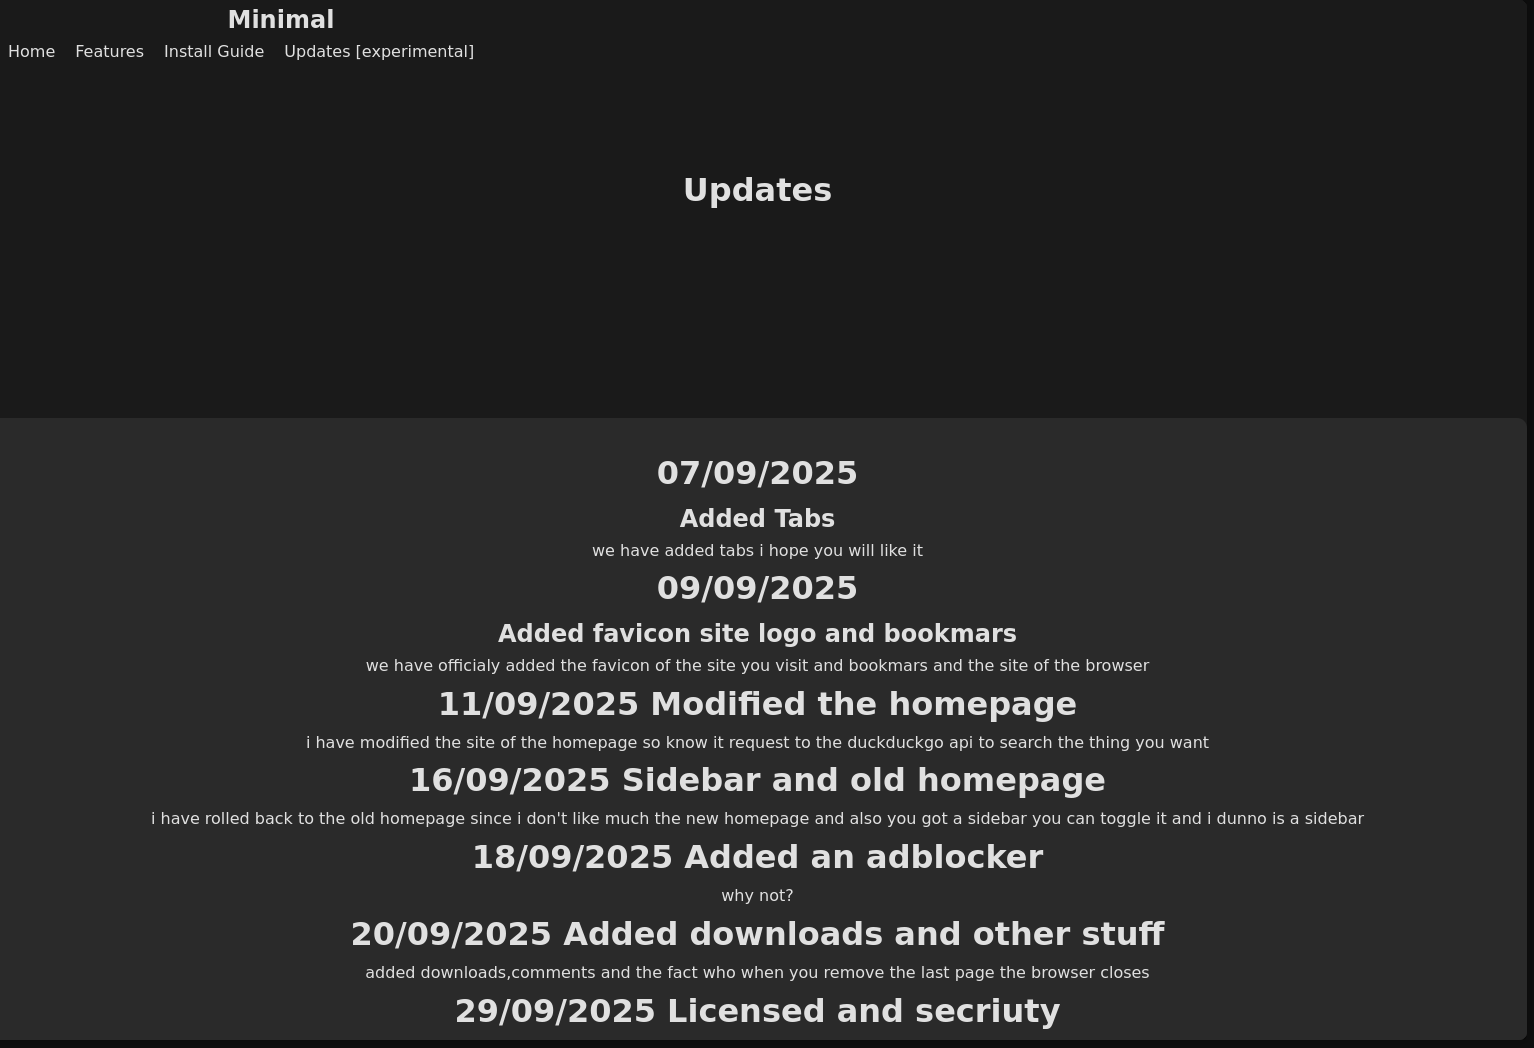 Minimal
Home Features Install Guide Updates [experimental]
Updates
07/09/2025
Added Tabs
we have added tabs i hope you will like it
09/09/2025
Added favicon site logo and bookmars
we have officialy added the favicon of the site you visit and bookmars and the site of the browser
11/09/2025 Modified the homepage
i have modified the site of the homepage so know it request to the duckduckgo api to search the thing you want
16/09/2025 Sidebar and old homepage
i have rolled back to the old homepage since i don't like much the new homepage and also you got a sidebar you can toggle it and i dunno is a sidebar
18/09/2025 Added an adblocker
why not?
20/09/2025 Added downloads and other stuff
added downloads,comments and the fact who when you remove the last page the browser closes
29/09/2025 Licensed and secriuty